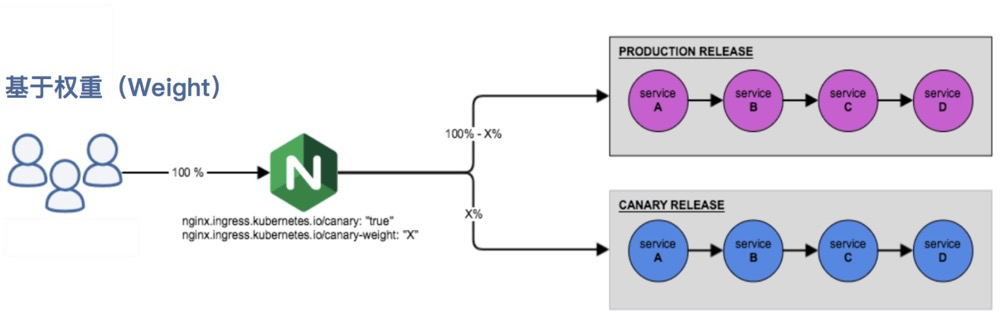 基于权重（Weight）
100 %
N
nginx.ingress.kubernetes.io/canary: "true"
nginx.ingress.kubernetes.io/canary-weight: "X"
100% - X%
X%
PRODUCTION RELEASE
service
A
service
B
service
C
service
D
CANARY RELEASE
service
A
service
B
service
C
service
D